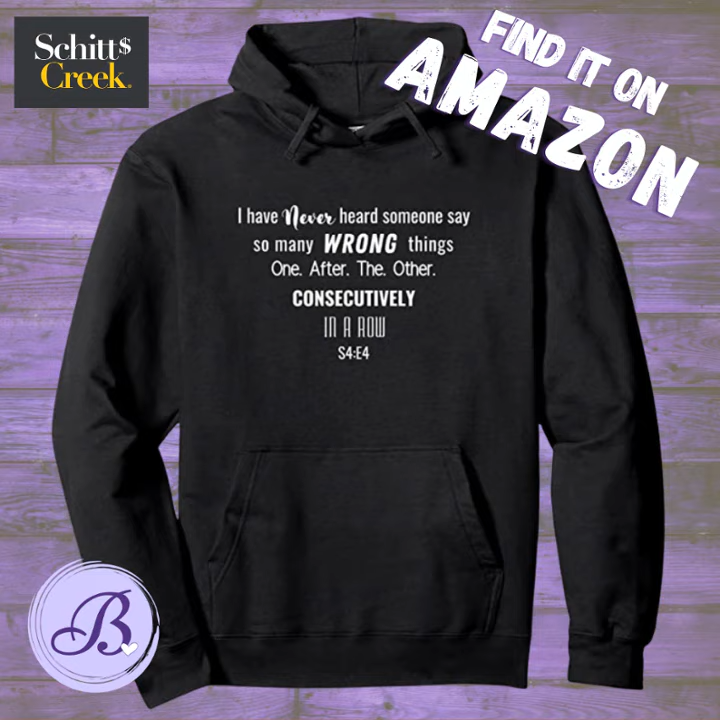 Schitt$
Creek.
FIND IT ON
AMAZON
I have Never heard someone say
so many WRONG things
One. After. The. Other.
CONSECUTIVELY
IN A ROW
S4:E4
B